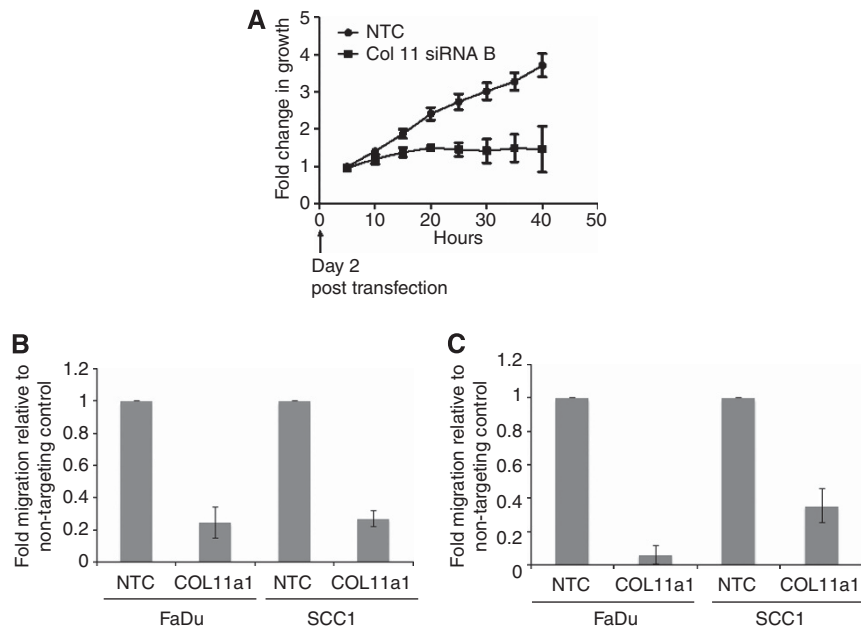 A
Fold change in growth
5
4
3
2
1
0
NTC
Col 11 siRNA B
0 10 20 30 40 50
Hours
Day 2
post transfection
B
Fold migration relative to
non-targeting control
1.2
1
0.8
0.6
0.4
0.2
0
NTC COL11a1 NTC COL11a1
FaDu SCC1
C
Fold migration relative to
non-targeting control
1.2
1
0.8
0.6
0.4
0.2
0
NTC COL11a1 NTC COL11a1
FaDu SCC1